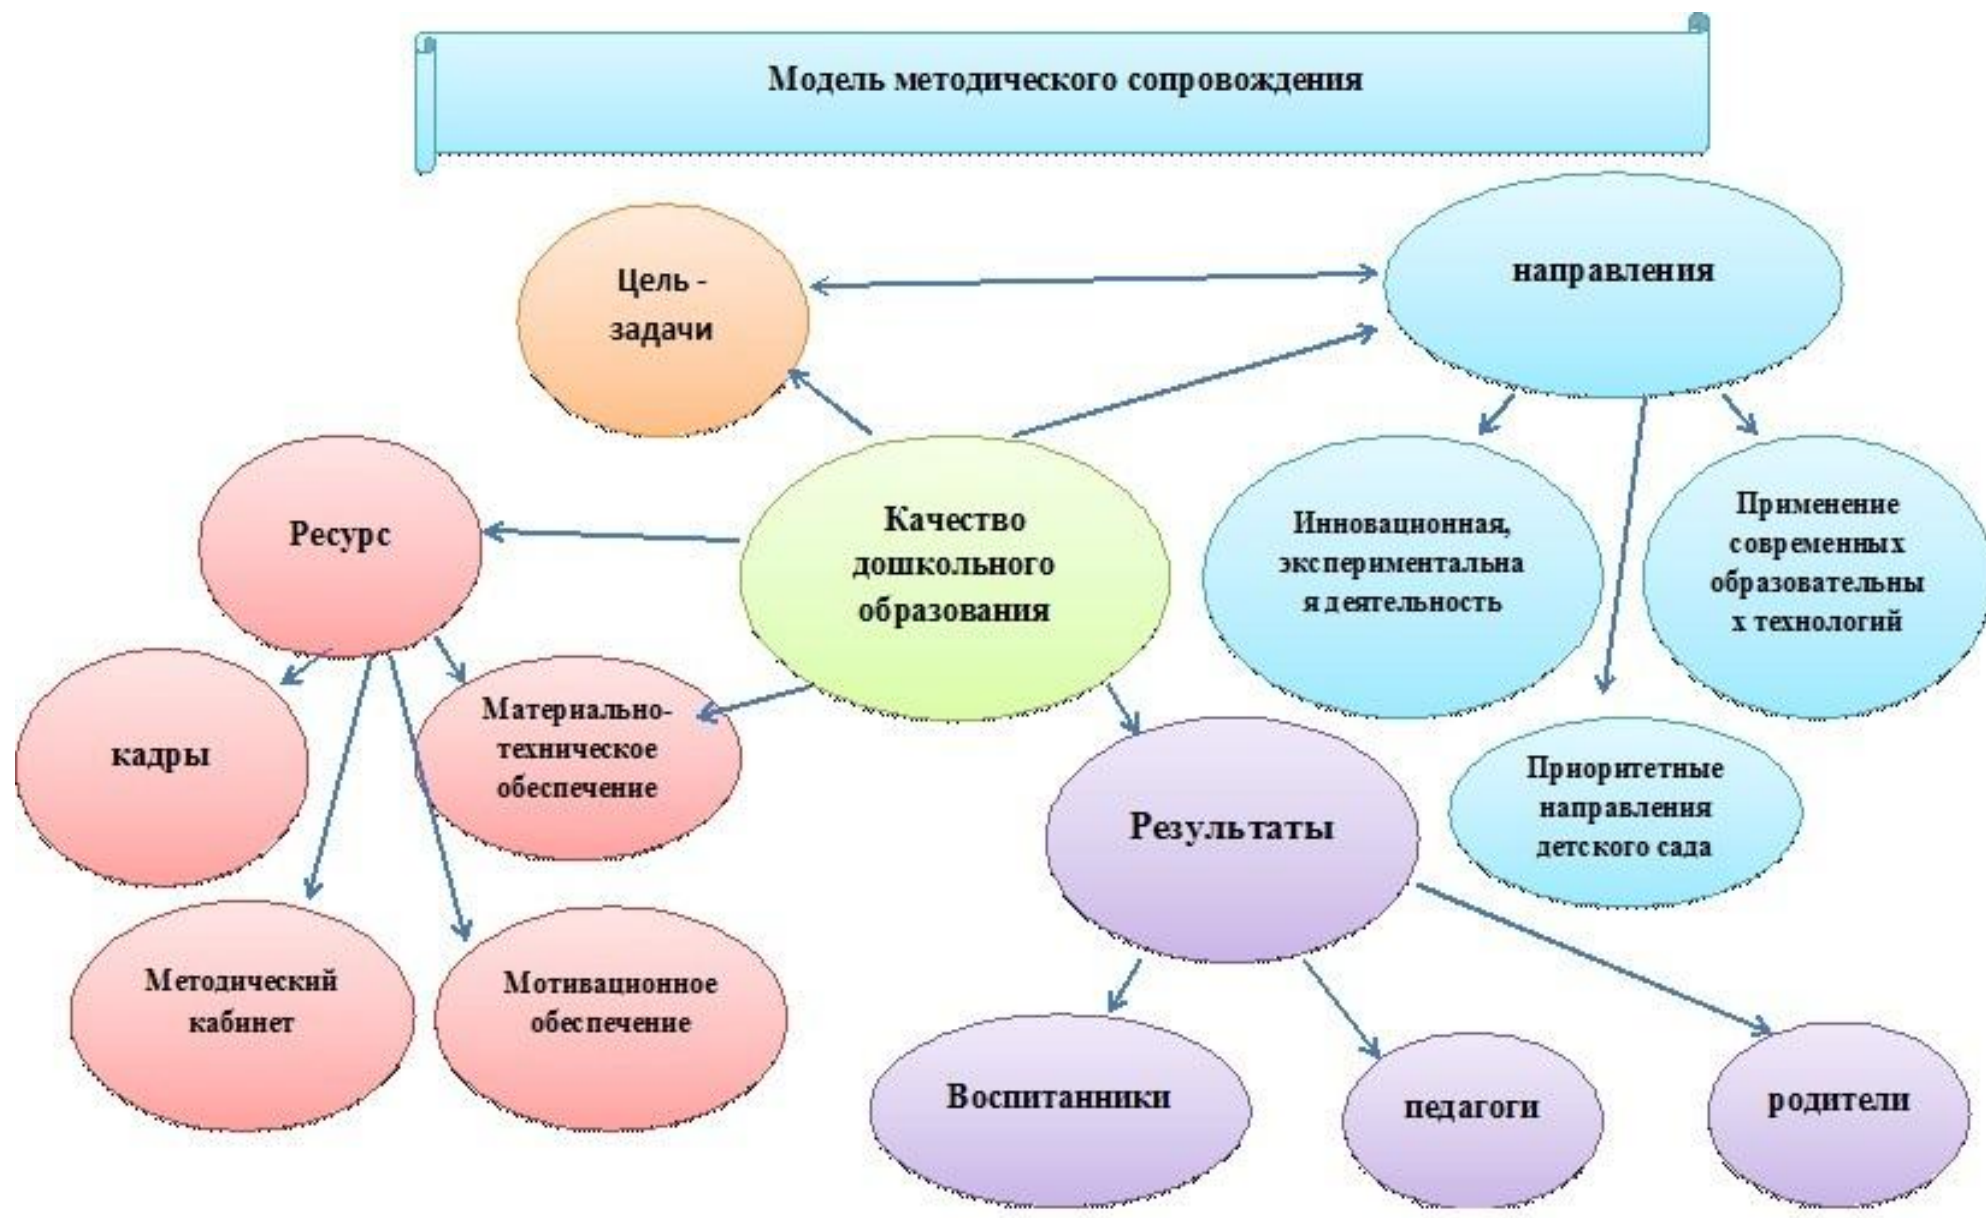 Модель методического сопровождения
Цель -
задачи
направления
Ресурс
Качество
дошкольного
образования
Инновационная,
экспериментальна
я деятельность
Применение
современных
образовательны
х технологий
кадры
Материально-
техническое
обеспечение
Результаты
Приоритетные
направления
детского сада
Методический
кабинет
Мотивационное
обеспечение
Воспитанники
педагоги
родители